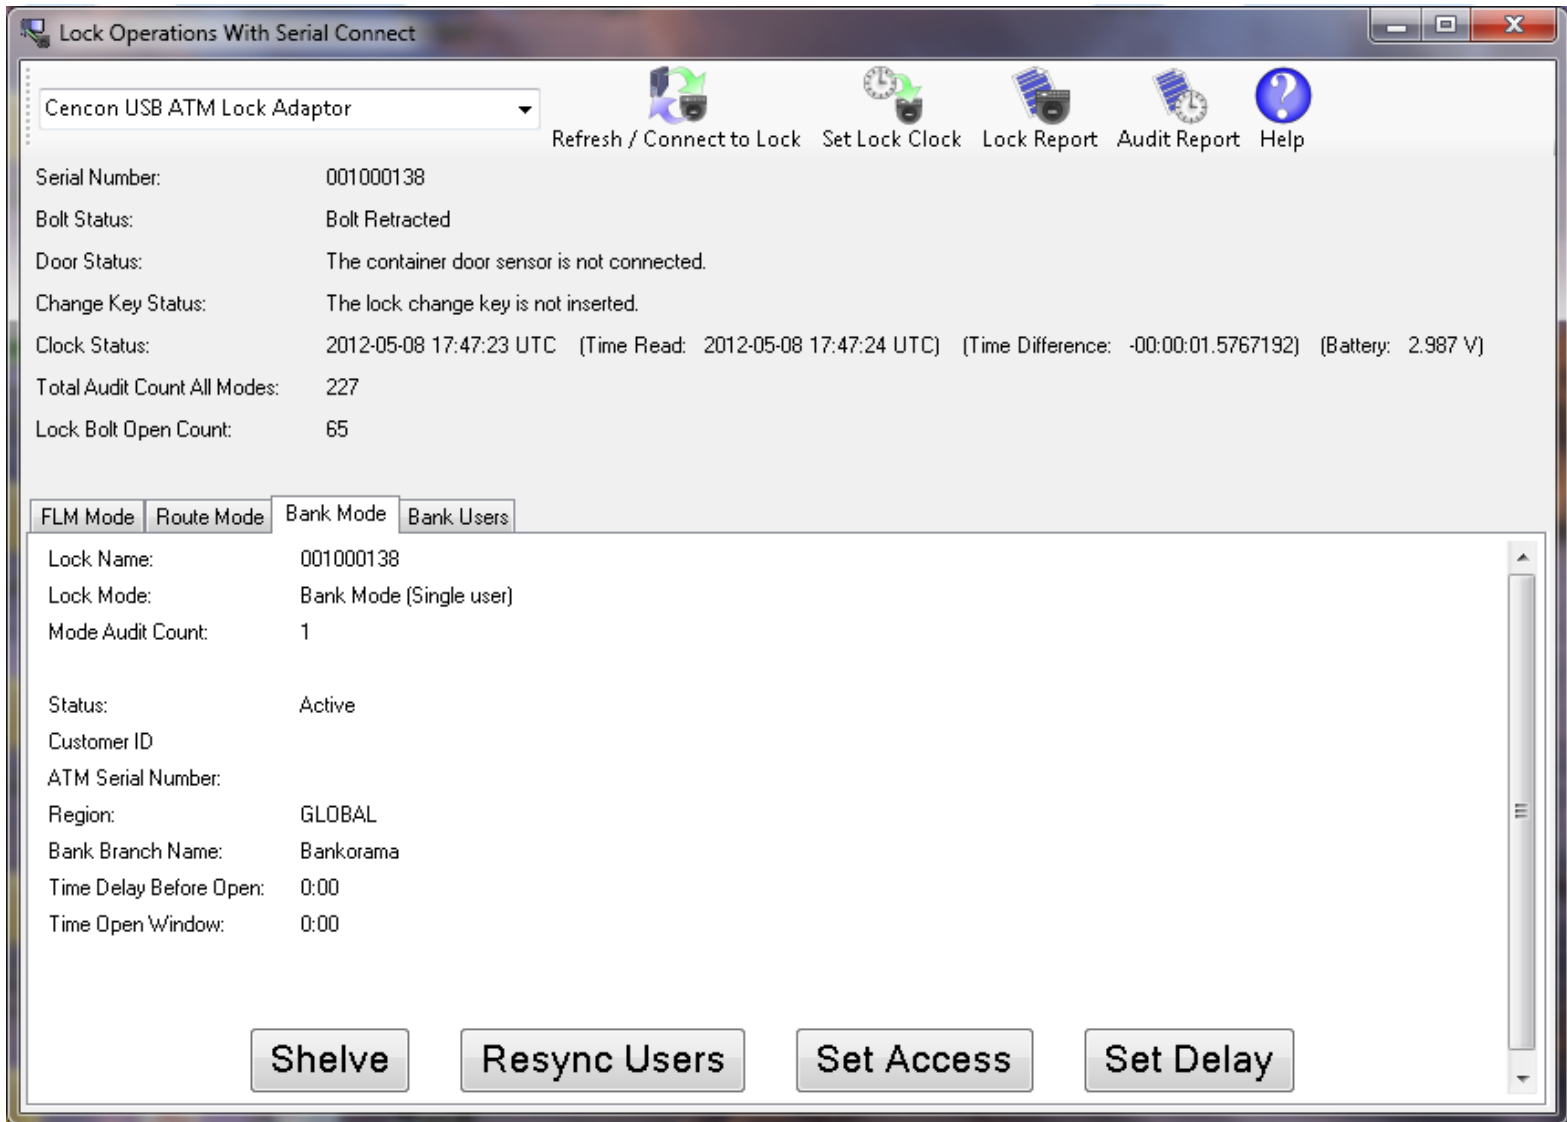 Lock Operations With Serial Connect
Cencon USB ATM Lock Adaptor
Refresh / Connect to Lock Set Lock Clock Lock Report Audit Report Help
Serial Number: 001000138
Bolt Status: Bolt Retracted
Door Status: The container door sensor is not connected.
Change Key Status: The lock change key is not inserted.
Clock Status: 2012-05-08 17:47:23 UTC (Time Read: 2012-05-08 17:47:24 UTC) (Time Difference: -00:00:01.5767192) (Battery: 2.987 V)
Total Audit Count All Modes: 227
Lock Bolt Open Count: 65
FLM Mode Route Mode Bank Mode Bank Users
Lock Name: 001000138
Lock Mode: Bank Mode (Single user)
Mode Audit Count: 1
Status: Active
Customer ID
ATM Serial Number:
Region: GLOBAL
Bank Branch Name: Bankorama
Time Delay Before Open: 0:00
Time Open Window: 0:00
Shelve Resync Users Set Access Set Delay